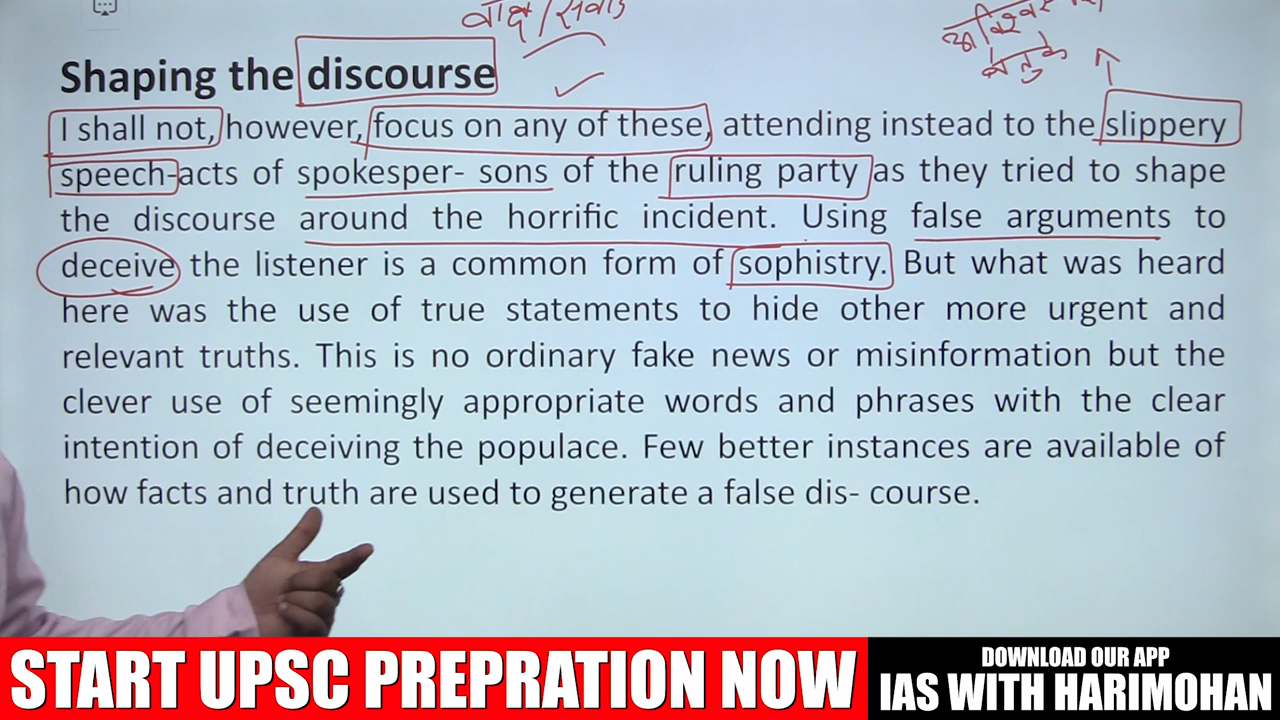 Shaping the discourse
I shall not, however, focus on any of these, attending instead to the slippery
speech-acts of spokesper- sons of the ruling party as they tried to shape
the discourse around the horrific incident. Using false arguments to
deceive the listener is a common form of sophistry. But what was heard
here was the use of true statements to hide other more urgent and
relevant truths. This is no ordinary fake news or misinformation but the
clever use of seemingly appropriate words and phrases with the clear
intention of deceiving the populace. Few better instances are available of
how facts and truth are used to generate a false dis- course.
START UPSC PREPRATION NOW
DOWNLOAD OUR APP
IAS WITH HARIMOHAN